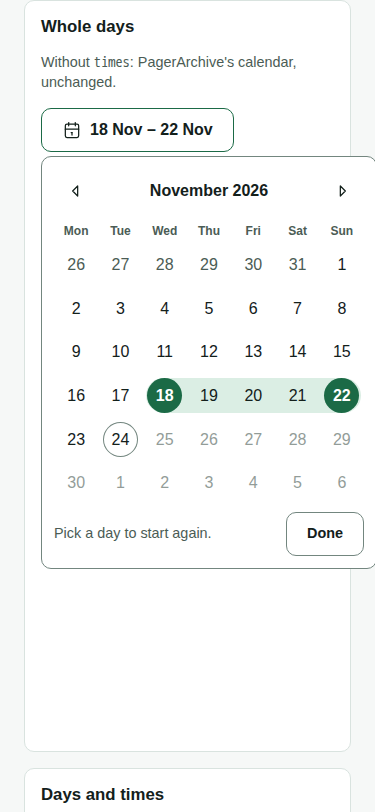 Whole days
Without times: PagerArchive's calendar,
unchanged.
18 Nov – 22 Nov
November 2026
Mon Tue Wed Thu Fri Sat Sun
26 27 28 29 30 31 1
2 3 4 5 6 7 8
9 10 11 12 13 14 15
16 17 18 19 20 21 22
23 24 25 26 27 28 29
30 1 2 3 4 5 6
Pick a day to start again. Done
Days and times